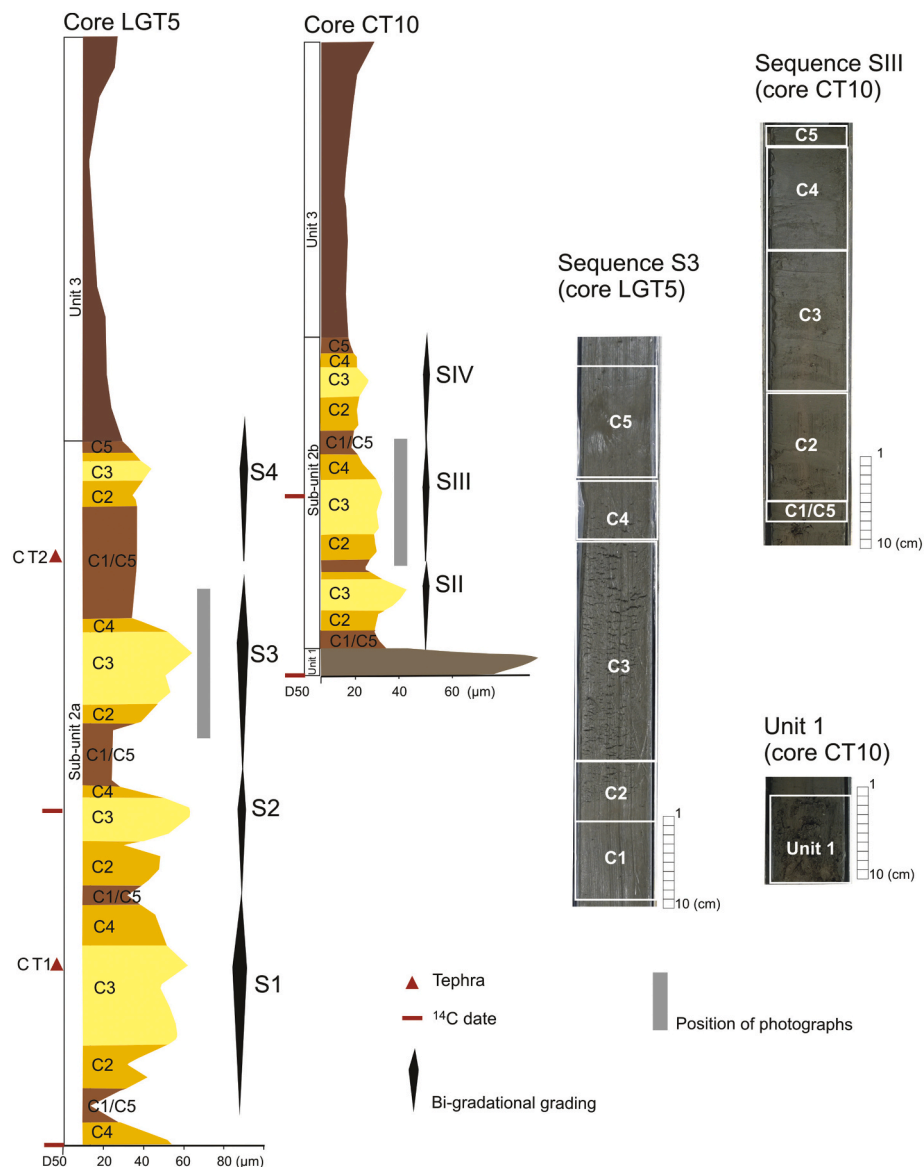 Core LGT5
Unit 3
Sub-unit 2a
C5
C3
C2
C1/C5
C4
C3
C2
C1/C5
C4
C3
C2
C1/C5
C4
C3
C2
C1/C5
C4
CT2
CT1
S4
S3
S2
S1
D50 20 40 60 80 (µm)
Core CT10
Unit 3
Sub-unit 2b
Unit 1
C5
C4
C3
C2
C1/C5
C4
C3
C2
C3
C2
C1/C5
SIV
SIII
SII
D50 20 40 60 (µm)
Sequence S3
(core LGT5)
C5
C4
C3
C2
C1
1
10 (cm)
Sequence SIII
(core CT10)
C5
C4
C3
C2
C1/C5
1
10 (cm)
Unit 1
(core CT10)
Unit 1
1
10 (cm)
Tephra
14C date
Bi-gradational grading
Position of photographs